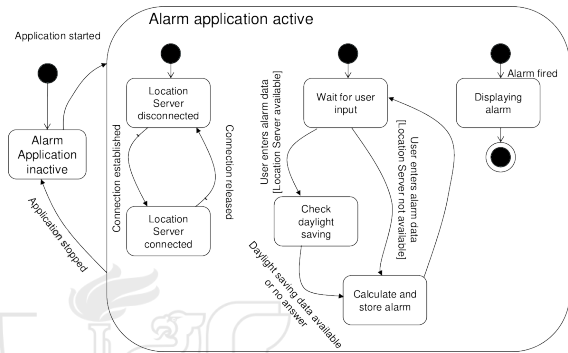 Alarm application active
Application started
Alarm
Application
inactive
Application stopped
Location
Server
disconnected
Connection established
Connection released
Location
Server
connected
Wait for user
input
User enters alarm data
[Location Server available]
User enters alarm data
[Location Server not available]
Check
daylight
saving
Daylight saving data available
or no answer
Calculate and
store alarm
Alarm fired
Displaying
alarm